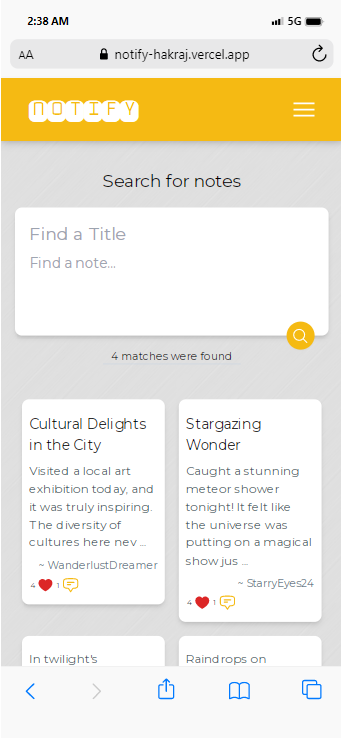 2:38 AM
5G
AA
notify-hakraj.vercel.app
NOTIFY
Search for notes
Find a Title
Find a note...
4 matches were found
Cultural Delights
in the City
Visited a local art
exhibition today, and
it was truly inspiring.
The diversity of
cultures here nev ...
~ WanderlustDreamer
4 1
Stargazing
Wonder
Caught a stunning
meteor shower
tonight! It felt like
the universe was
putting on a magical
show jus ...
~ StarryEyes24
4 1
In twilight's
Raindrops on